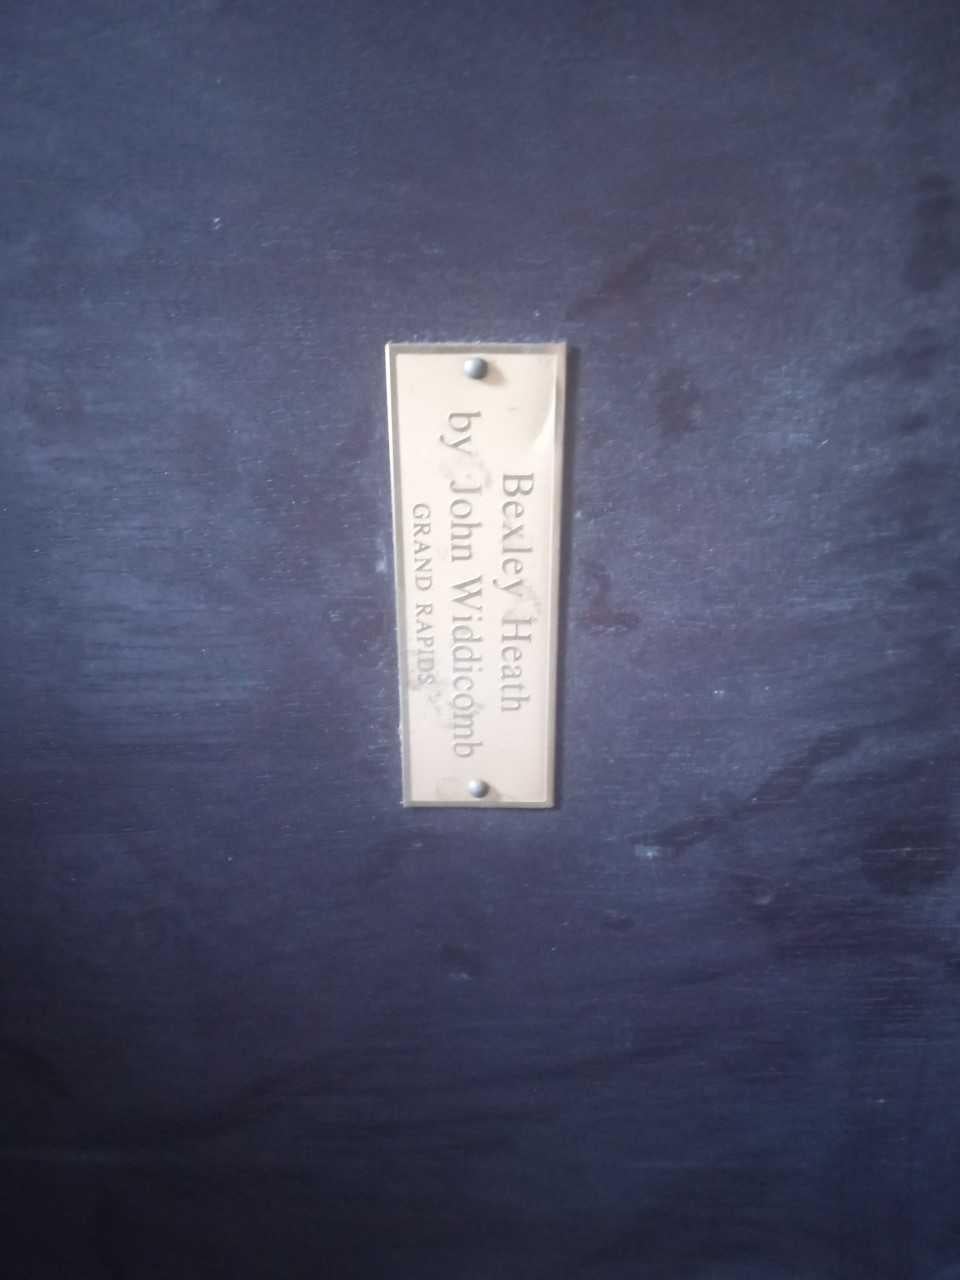 Bexley Heath
by John Widdicomb
GRAND RAPIDS